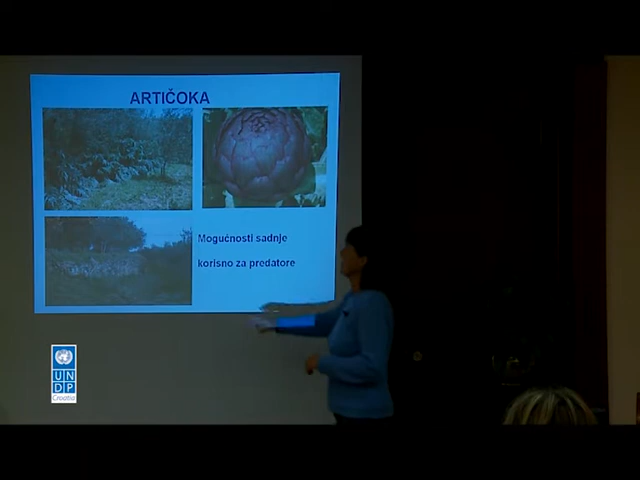 ARTIČOKA
Mogućnosti sadnje
korisno za predatore
UN
DP
Croatia